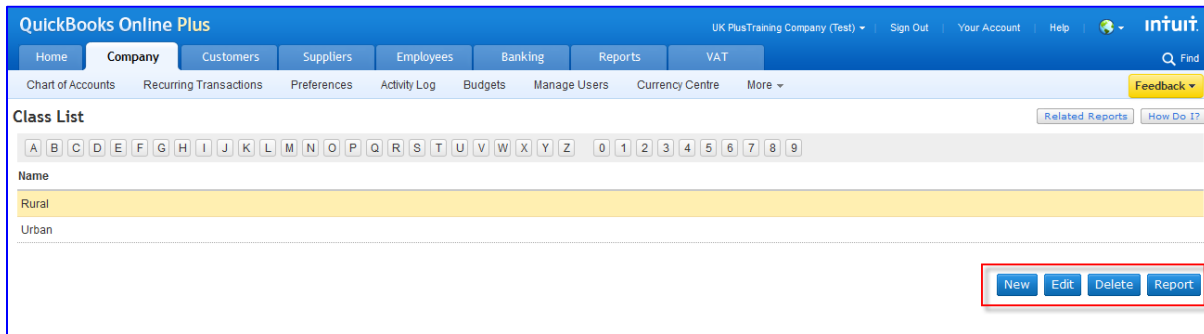 QuickBooks Online Plus UK PlusTraining Company (Test) Sign Out Your Account Help intuit.
Home Company Customers Suppliers Employees Banking Reports VAT Find
Chart of Accounts Recurring Transactions Preferences Activity Log Budgets Manage Users Currency Centre More Feedback
Class List Related Reports How Do I?
A B C D E F G H I J K L M N O P Q R S T U V W X Y Z 0 1 2 3 4 5 6 7 8 9
Name
Rural
Urban
New Edit Delete Report